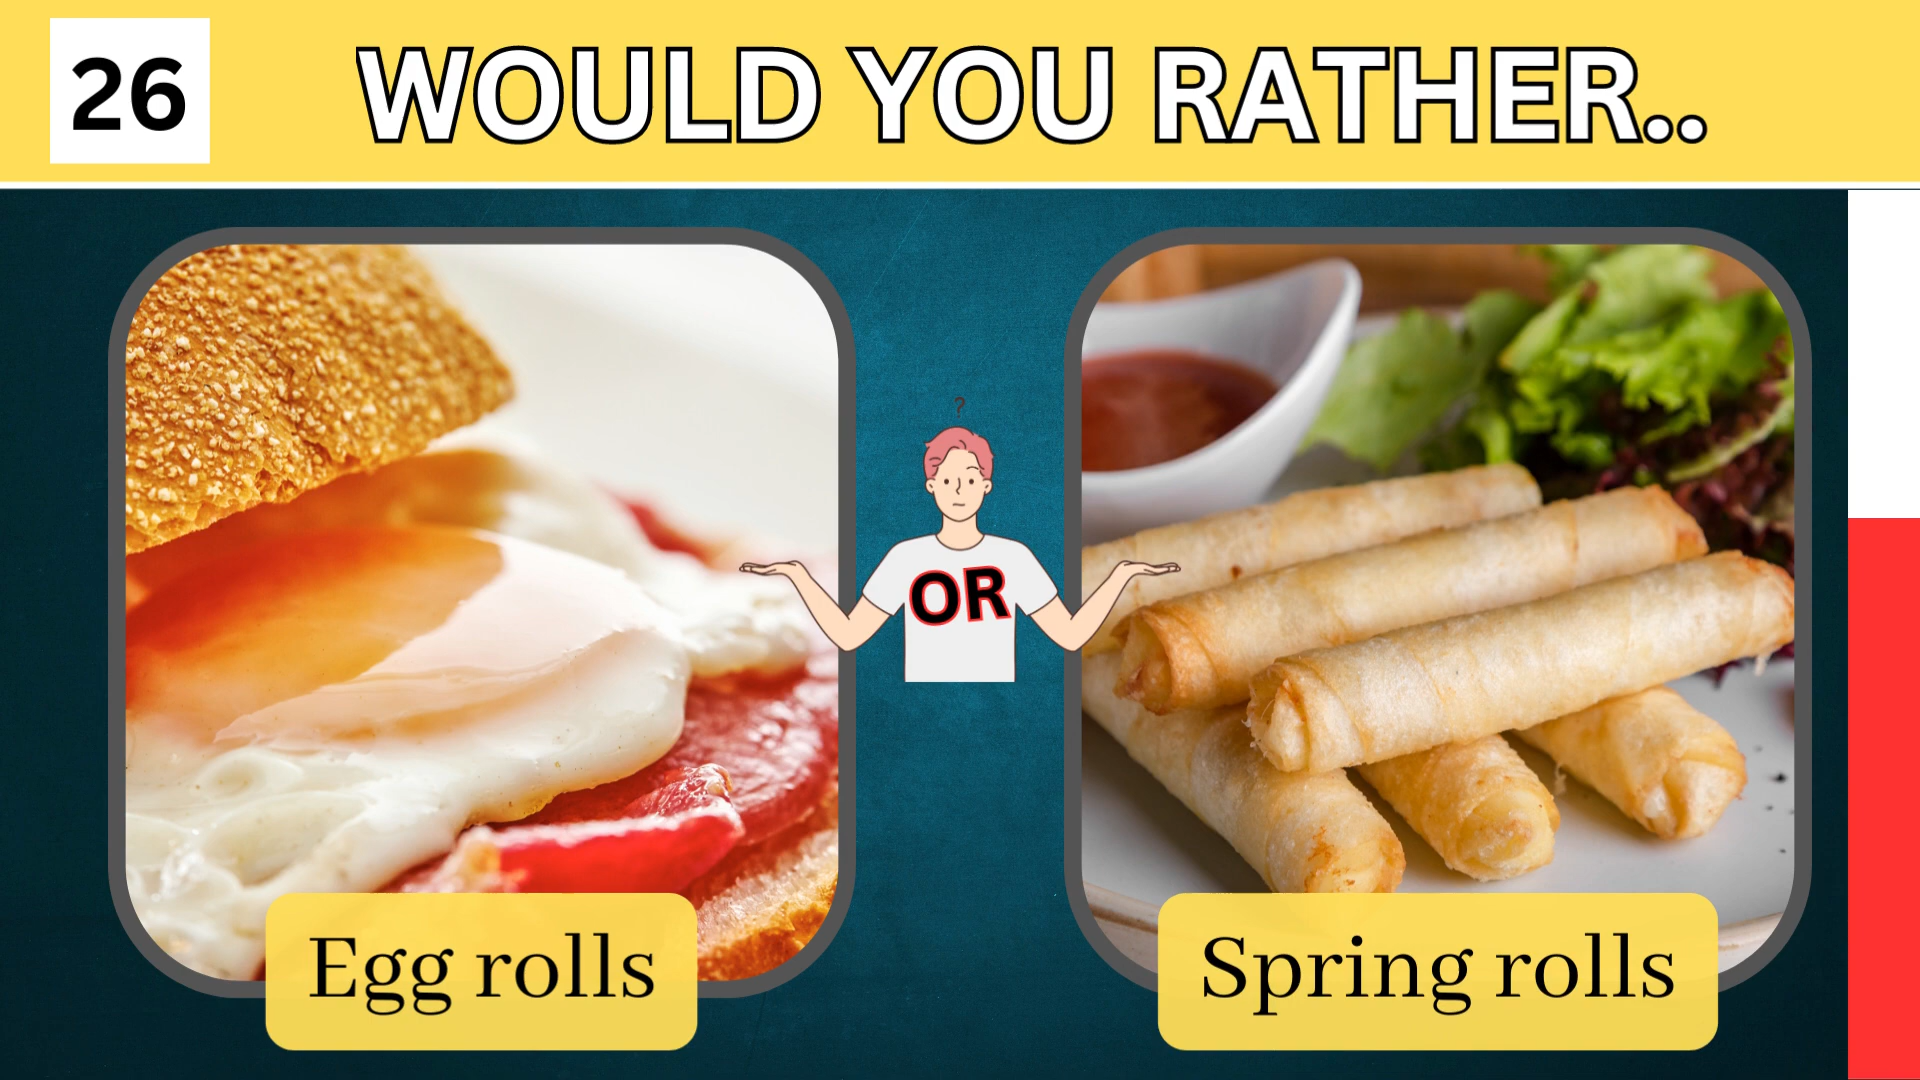 26
WOULD YOU RATHER..
?
OR
Egg rolls
Spring rolls